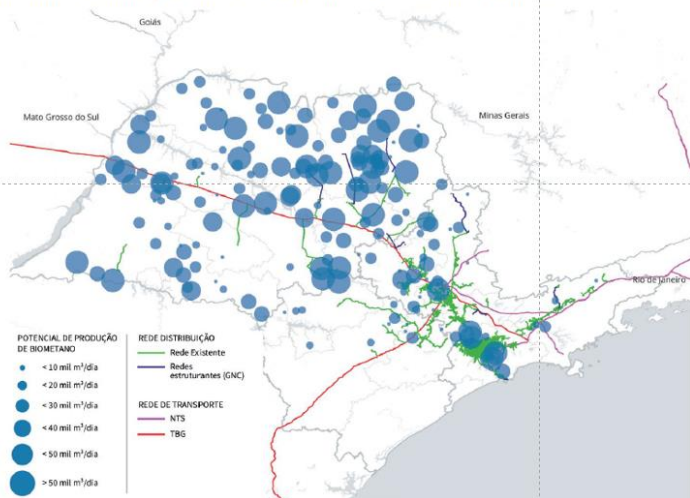 Goiás
Mato Grosso do Sul
Minas Gerais
Rio de Janeiro
POTENCIAL DE PRODUÇÃO
DE BIOMETANO
< 10 mil m³/dia
< 20 mil m³/dia
< 30 mil m³/dia
< 40 mil m³/dia
< 50 mil m³/dia
> 50 mil m³/dia
REDE DISTRIBUIÇÃO
Rede Existente
Redes
estruturantes (GNC)
REDE DE TRANSPORTE
NTS
TBG